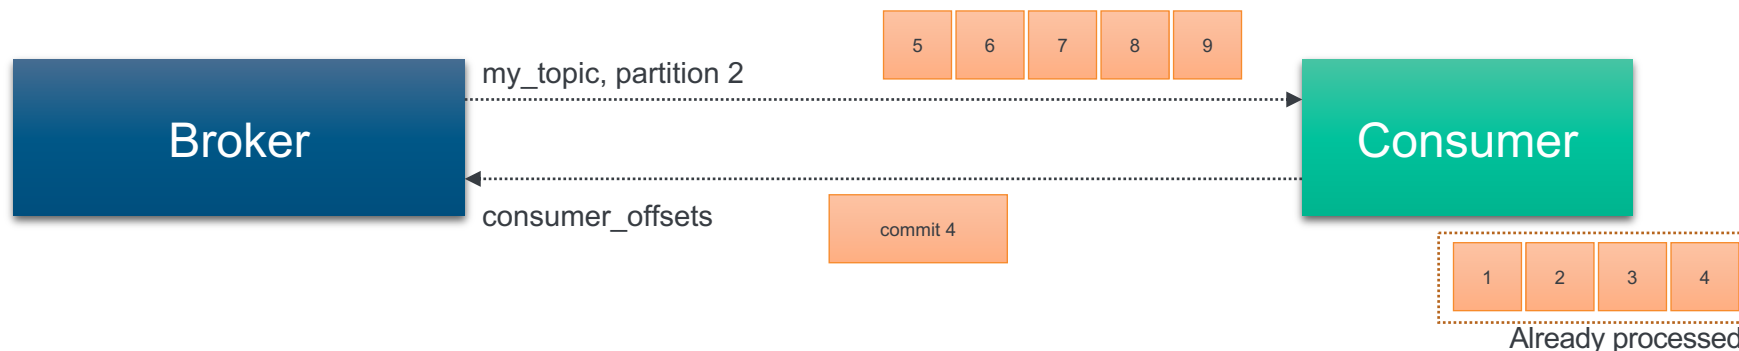 5 6 7 8 9
my_topic, partition 2
Broker
Consumer
consumer_offsets
commit 4
1 2 3 4
Already processed